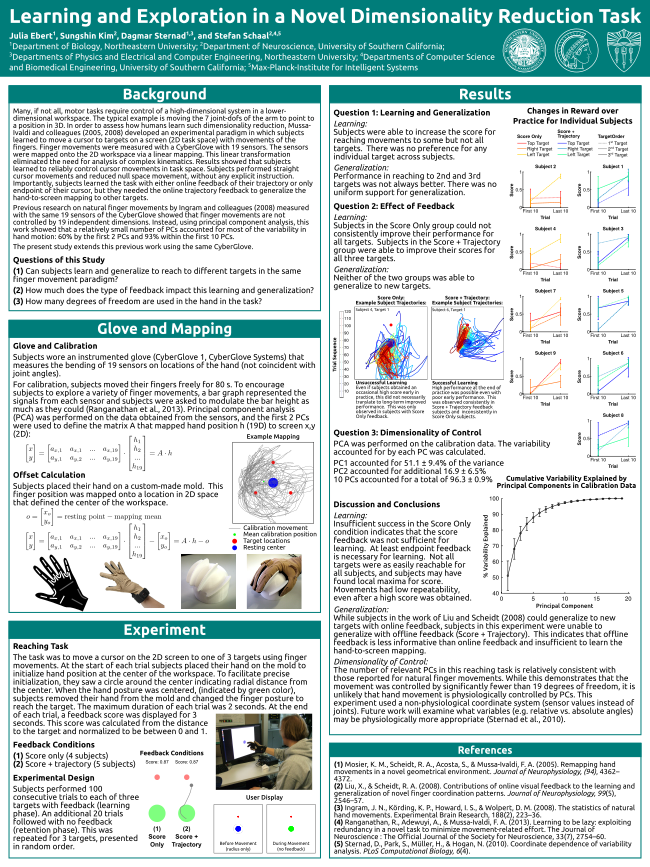 Learning and Exploration in a Novel Dimensionality Reduction Task
Julia Ebert¹, Sungshin Kim², Dagmar Sternad¹,³, and Stefan Schaal²,⁴,⁵
¹Department of Biology, Northeastern University; ²Department of Neuroscience, University of Southern California;
³Departments of Physics and Electrical and Computer Engineering, Northeastern University; ⁴Departments of Computer Science
and Biomedical Engineering, University of Southern California; ⁵Max-Planck-Institute for Intelligent Systems
Background
Many, if not all, motor tasks require control of a high-dimensional system in a lower-
dimensional workspace. The typical example is moving the 7 joint-dofs of the arm to point to
a position in 3D. In order to assess how humans learn such dimensionality reduction, Mussa-
Ivaldi and colleagues (2005, 2008) developed an experimental paradigm in which subjects
learned to move a cursor to targets on a screen (2D task space) with movements of the
fingers. Finger movements were measured with a CyberGlove with 19 sensors. The sensors
were mapped onto the 2D workspace via a linear mapping. This linear transformation
eliminated the need for analysis of complex kinematics. Results showed that subjects
learned to reliably control cursor movements in task space. Subjects performed straight
cursor movements and reduced null space movement, without any explicit instruction.
Importantly, subjects learned the task with either online feedback of their trajectory or only
endpoint of their cursor, but they needed the online trajectory feedback to generalize the
hand-screen mapping to other targets.
Previous research on natural finger movements by Ingram and colleagues (2008) measured
with the same 19 sensors of the CyberGlove showed that finger movements are not
controlled by 19 independent dimensions. Instead, using principal component analysis, this
work showed that a relatively small number of PCs accounted for most of the variability in
hand motion: 60% by the first 2 PCs and 93% within the first 10 PCs.
The present study extends this previous work using the same CyberGlove.
Questions of this Study
(1) Can subjects learn and generalize to reach to different targets in the same
finger movement paradigm?
(2) How much does the type of feedback impact this learning and generalization?
(3) How many degrees of freedom are used in the hand in the task?
Glove and Mapping
Glove and Calibration
Subjects wore an instrumented glove (CyberGlove 1, CyberGlove Systems) that
measures the bending of 19 sensors on locations of the hand (not coincident with
joint angles).
For calibration, subjects moved their fingers freely for 80 s. To encourage
subjects to explore a variety of finger movements, a bar graph represented the
signals from each sensor and subjects were asked to modulate the bar height as
much as they could (Ranganathan et al., 2013). Principal component analysis
(PCA) was performed on the data obtained from the sensors, and the first 2 PCs
were used to define the matrix A that mapped hand position h (19D) to screen x,y
(2D):
[x y] = [a_{x,1} a_{x,2} ... a_{x,19} a_{y,1} a_{y,2} ... a_{y,19}] · [h₁ h₂ ... h₁₉] = A · h
Example Mapping
Offset Calculation
Subjects placed their hand on a custom-made mold. This
finger position was mapped onto a location in 2D space
that defined the center of the workspace.
o = [x_o y_o] = resting point − mapping mean
[x y] = [a_{x,1} a_{x,2} ... a_{x,19} a_{y,1} a_{y,2} ... a_{y,19}] · [h₁ h₂ ... h₁₉] − [x_o y_o] = A · h − o
Calibration movement
Mean calibration position
Target locations
Resting center
Experiment
Reaching Task
The task was to move a cursor on the 2D screen to one of 3 targets using finger
movements. At the start of each trial subjects placed their hand on the mold to
initialize hand position at the center of the workspace. To facilitate precise
initialization, they saw a circle around the center indicating radial distance from
the center. When the hand posture was centered, (indicated by green color),
subjects removed their hand from the mold and changed the finger posture to
reach the target. The maximum duration of each trial was 2 seconds. At the end
of each trial, a feedback score was displayed for 3
seconds. This score was calculated from the distance
to the target and normalized to be between 0 and 1.
Feedback Conditions
(1) Score only (4 subjects)
(2) Score + trajectory (5 subjects)
Experimental Design
Subjects performed 100
consecutive trials to each of three
targets with feedback (learning
phase). An additional 20 trials
followed with no feedback
(retention phase). This was
repeated for 3 targets, presented
in random order.
Feedback Conditions
Score: 0.87 Score: 0.87
(1) Score Only
(2) Score + Trajectory
User Display
Before Movement (radius only)
During Movement (no feedback)
Results
Question 1: Learning and Generalization
Learning:
Subjects were able to increase the score for
reaching movements to some but not all
targets. There was no preference for any
individual target across subjects.
Generalization:
Performance in reaching to 2nd and 3rd
targets was not always better. There was no
uniform support for generalization.
Question 2: Effect of Feedback
Learning:
Subjects in the Score Only group could not
consistently improve their performance for
all targets. Subjects in the Score + Trajectory
group were able to improve their scores for
all three targets.
Generalization:
Neither of the two groups was able to
generalize to new targets.
Score Only:
Example Subject Trajectories:
Subject 4, Target 1
Score + Trajectory:
Example Subject Trajectories:
Subject 6, Target 1
Trial Sequence
120
110
100
90
80
70
60
50
40
30
20
10
Unsuccessful Learning
Even if subjects obtained an
occasional high score early in
practice, this did not necessarily
translate to long-term improved
performance. This was only
observed in subjects with Score
Only feedback.
Successful Learning
High performance at the end of
practice was possible even with
poor early performance. This
was observed consistently in
Score + Trajectory feedback
subjects and inconsistently in
Score Only subjects.
Changes in Reward over
Practice for Individual Subjects
Score Only
Top Target
Right Target
Left Target
Score + Trajectory
Top Target
Right Target
Left Target
TargetOrder
1st Target
2nd Target
3rd Target
Subject 2
Subject 1
Subject 4
Subject 3
Subject 7
Subject 5
Subject 9
Subject 6
Subject 8
Score
First 10 Last 10
Trial
Question 3: Dimensionality of Control
PCA was performed on the calibration data. The variability
accounted for by each PC was calculated.
PC1 accounted for 51.1 ± 9.4% of the variance
PC2 accounted for additional 16.9 ± 6.5%
10 PCs accounted for a total of 96.3 ± 0.9%
Cumulative Variability Explained by
Principal Components in Calibration Data
% Variability Explained
100
90
80
70
60
50
40
0 5 10 15 20
Principal Component
Discussion and Conclusions
Learning:
Insufficient success in the Score Only
condition indicates that the score
feedback was not sufficient for
learning. At least endpoint feedback
is necessary for learning. Not all
targets were as easily reachable for
all subjects, and subjects may have
found local maxima for score.
Movements had low repeatability,
even after a high score was obtained.
Generalization:
While subjects in the work of Liu and Scheidt (2008) could generalize to new
targets with online feedback, subjects in this experiment were unable to
generalize with offline feedback (Score + Trajectory). This indicates that offline
feedback is less informative than online feedback and insufficient to learn the
hand-to-screen mapping.
Dimensionality of Control:
The number of relevant PCs in this reaching task is relatively consistent with
those reported for natural finger movements. While this demonstrates that the
movement was controlled by significantly fewer than 19 degrees of freedom, it is
unlikely that hand movement is physiologically controlled by PCs. This
experiment used a non-physiological coordinate system (sensor values instead of
joints). Future work will examine what variables (e.g. relative vs. absolute angles)
may be physiologically more appropriate (Sternad et al., 2010).
References
(1) Mosier, K. M., Scheidt, R. A., Acosta, S., & Mussa-Ivaldi, F. A. (2005). Remapping hand
movements in a novel geometrical environment. Journal of Neurophysiology, (94), 4362–
4372.
(2) Liu, X., & Scheidt, R. A. (2008). Contributions of online visual feedback to the learning and
generalization of novel finger coordination patterns. Journal of Neurophysiology, 99(5),
2546–57.
(3) Ingram, J. N., Körding, K. P., Howard, I. S., & Wolpert, D. M. (2008). The statistics of natural
hand movements. Experimental Brain Research, 188(2), 223–36.
(4) Ranganathan, R., Adewuyi, A., & Mussa-Ivaldi, F. A. (2013). Learning to be lazy: exploiting
redundancy in a novel task to minimize movement-related effort. The Journal of
Neuroscience : The Official Journal of the Society for Neuroscience, 33(7), 2754–60.
(5) Sternad, D., Park, S., Müller, H., & Hogan, N. (2010). Coordinate dependence of variability
analysis. PLoS Computational Biology, 6(4).